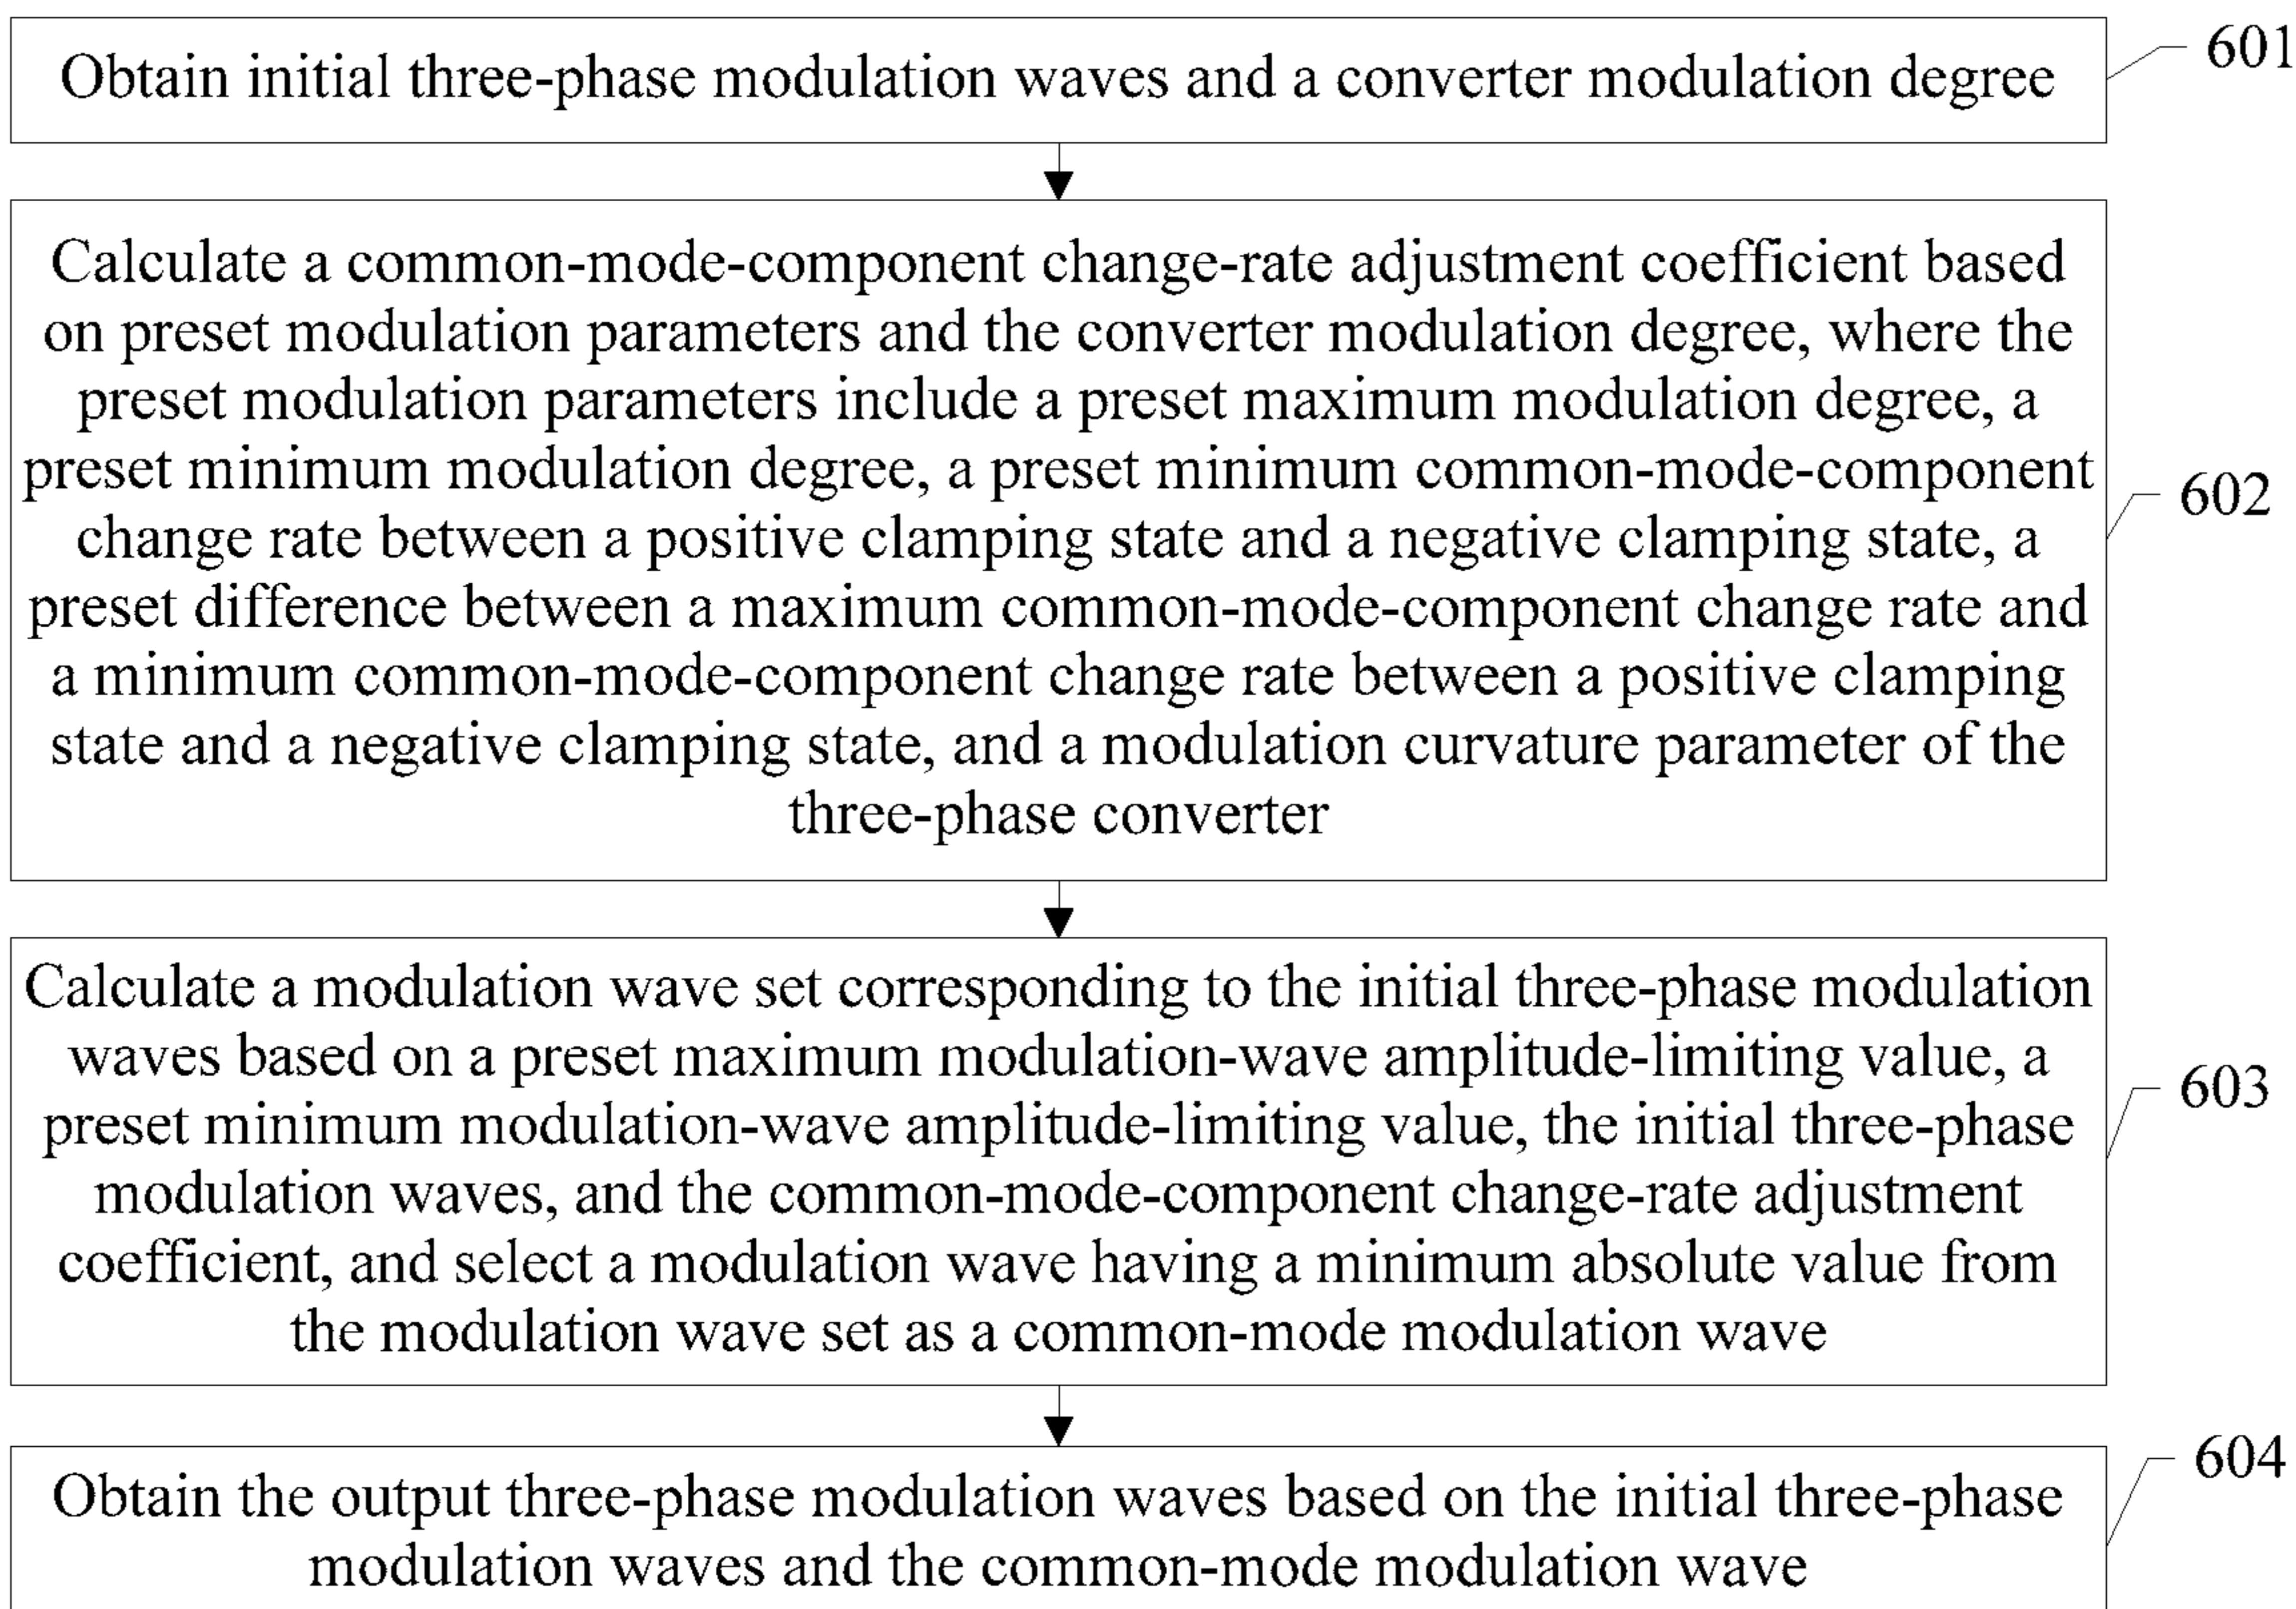 Obtain initial three-phase modulation waves and a converter modulation degree
601
Calculate a common-mode-component change-rate adjustment coefficient based
on preset modulation parameters and the converter modulation degree, where the
preset modulation parameters include a preset maximum modulation degree, a
preset minimum modulation degree, a preset minimum common-mode-component
change rate between a positive clamping state and a negative clamping state, a
preset difference between a maximum common-mode-component change rate and
a minimum common-mode-component change rate between a positive clamping
state and a negative clamping state, and a modulation curvature parameter of the
three-phase converter
602
Calculate a modulation wave set corresponding to the initial three-phase modulation
waves based on a preset maximum modulation-wave amplitude-limiting value, a
preset minimum modulation-wave amplitude-limiting value, the initial three-phase
modulation waves, and the common-mode-component change-rate adjustment
coefficient, and select a modulation wave having a minimum absolute value from
the modulation wave set as a common-mode modulation wave
603
Obtain the output three-phase modulation waves based on the initial three-phase
modulation waves and the common-mode modulation wave
604